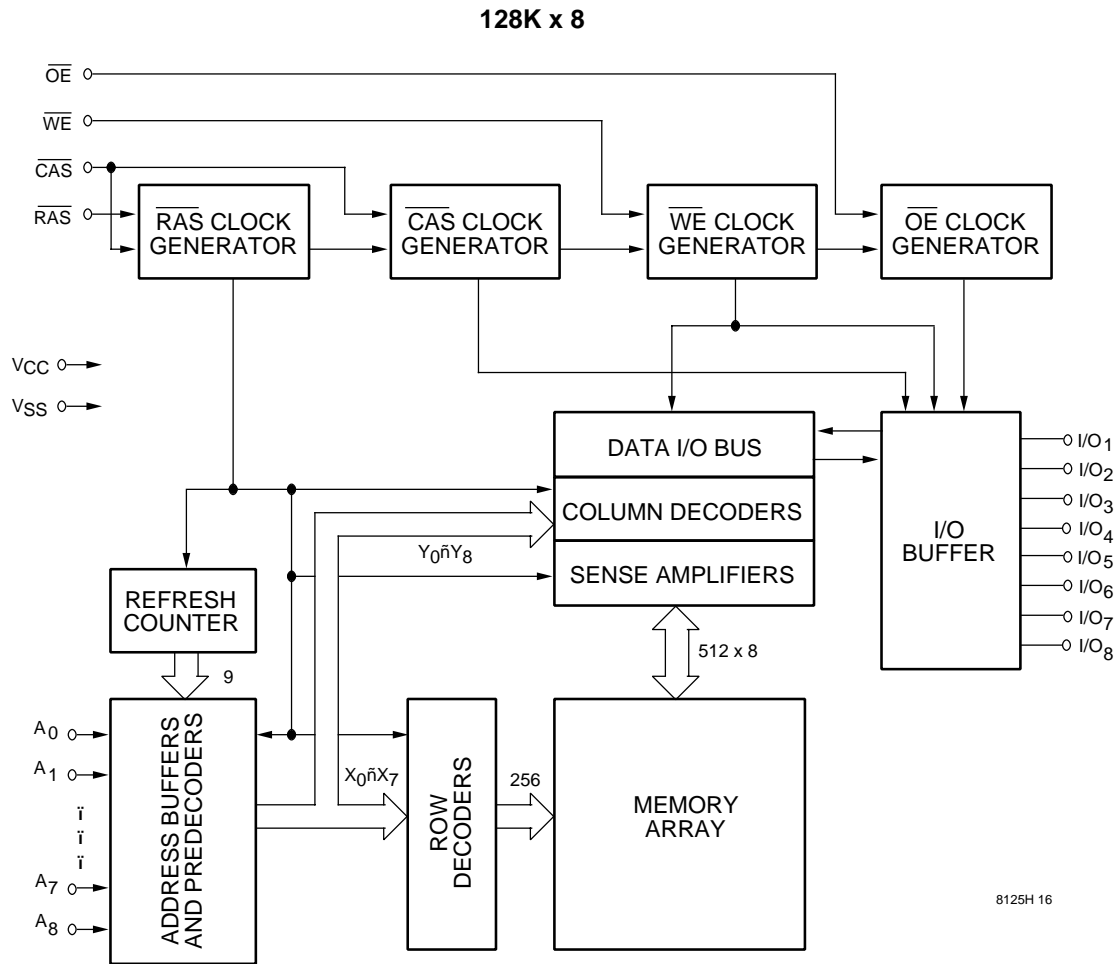 128K x 8
OE
WE
CAS
RAS
RAS CLOCK
GENERATOR
CAS CLOCK
GENERATOR
WE CLOCK
GENERATOR
OE CLOCK
GENERATOR
VCC
VSS
DATA I/O BUS
COLUMN DECODERS
SENSE AMPLIFIERS
I/O
BUFFER
I/O1
I/O2
I/O3
I/O4
I/O5
I/O6
I/O7
I/O8
Y0ñY8
REFRESH
COUNTER
9
512 x 8
A0
A1
ï
ï
ï
A7
A8
ADDRESS BUFFERS
AND PREDECODERS
X0ñX7
ROW
DECODERS
256
MEMORY
ARRAY
8125H 16